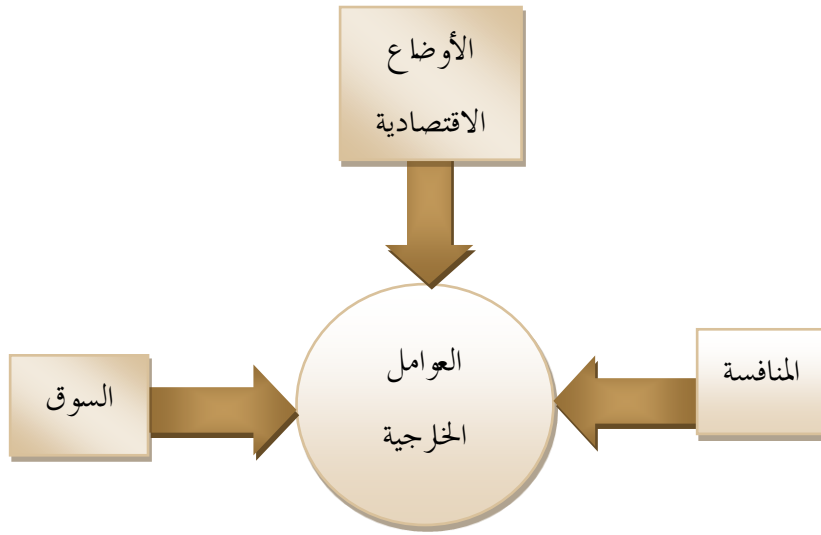 الأوضاع
الاقتصادية
العوامل
الخارجية
المنافسة
السوق